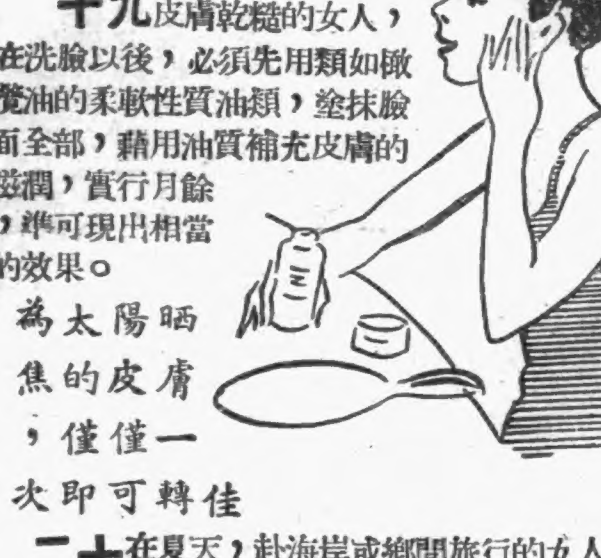 十九皮膚乾糙的女人，
在洗臉以後，必須先用類如橄
欖油的柔軟性質油類，塗抹臉
面全部，藉用油質補充皮膚的
滋潤，實行月餘
，準可現出相當
的效果。
為太陽晒
焦的皮膚
，僅僅一
次即可轉佳
二十在夏天，赴海岸或鄉間旅行的女人